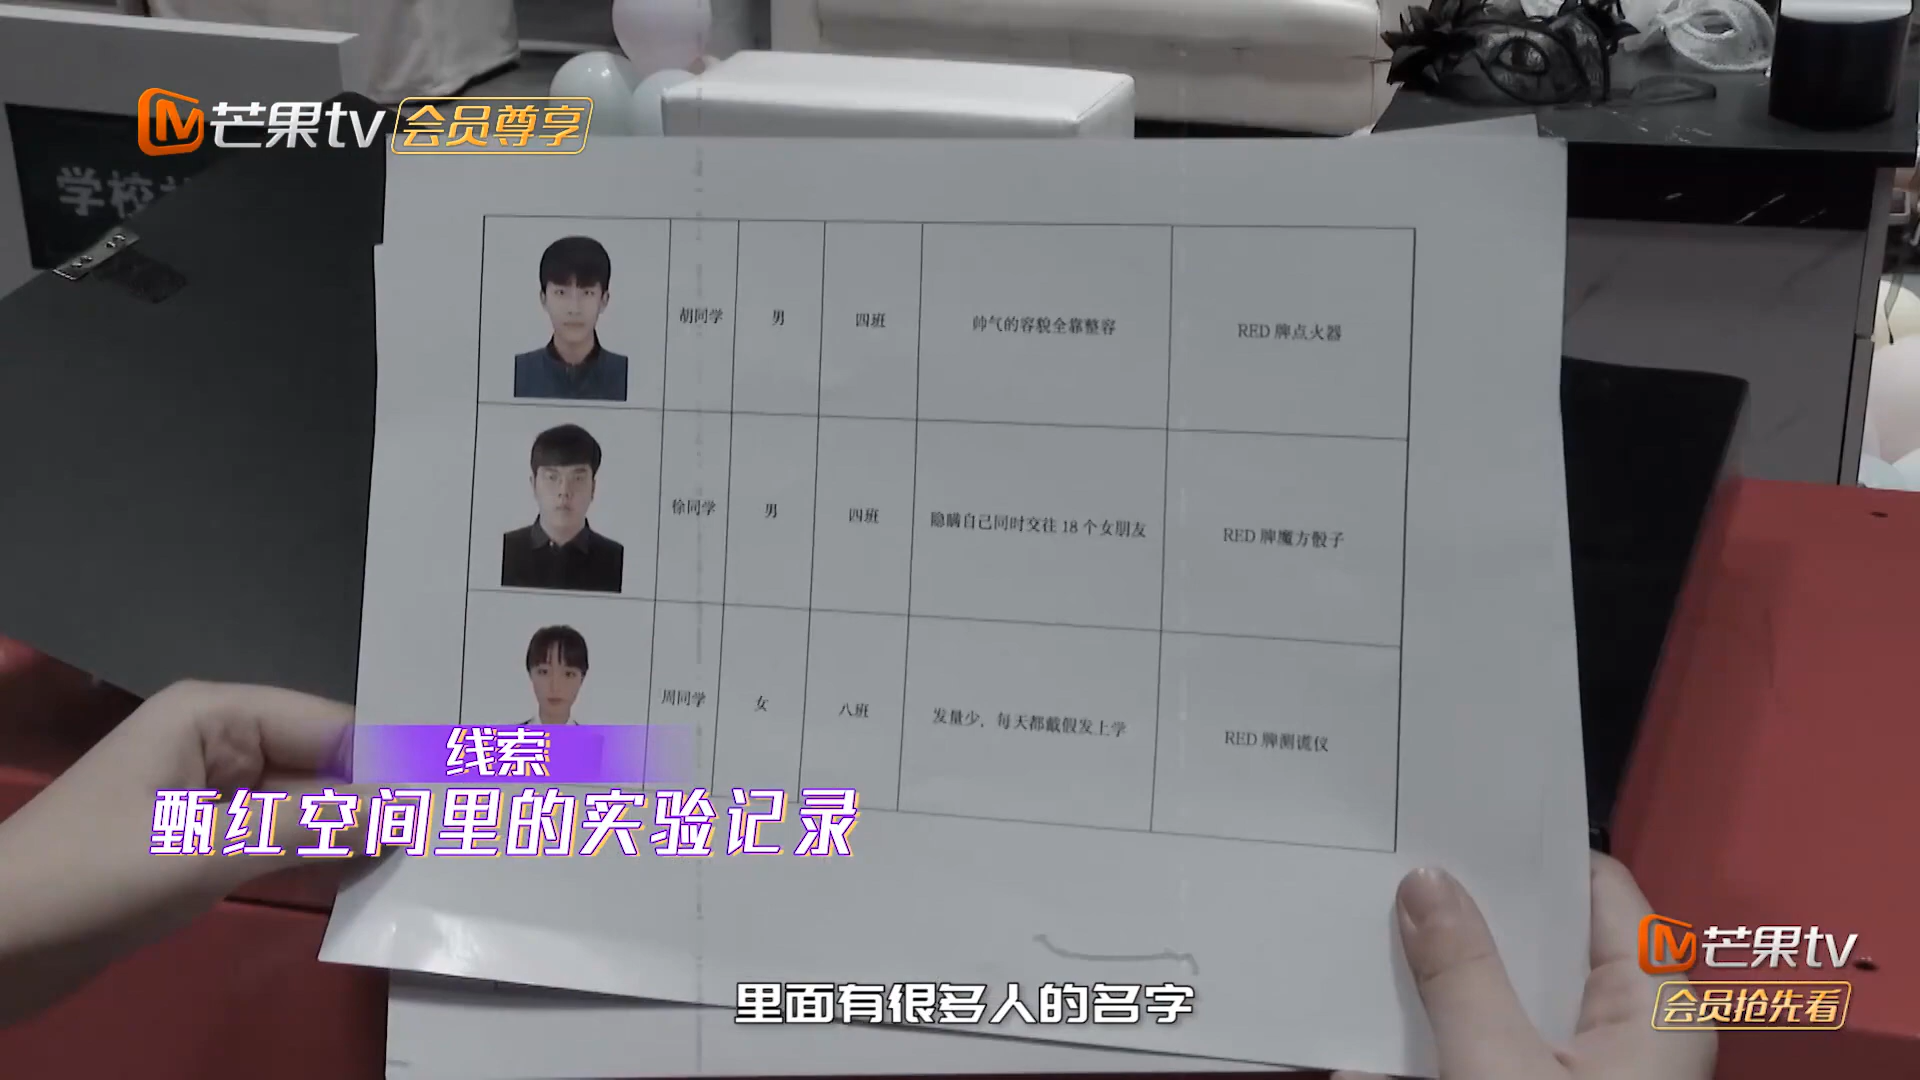 芒果tv 会员尊享
学校
胡同学 男 四班 帅气的容貌全靠整容 RED 牌点火器
徐同学 男 四班 隐瞒自己同时交往 18 个女朋友 RED 牌魔方骰子
周同学 女 八班 发量少，每天都戴假发上学 RED 牌测谎仪
线索
甄红空间里的实验记录
芒果tv
会员抢先看
里面有很多人的名字